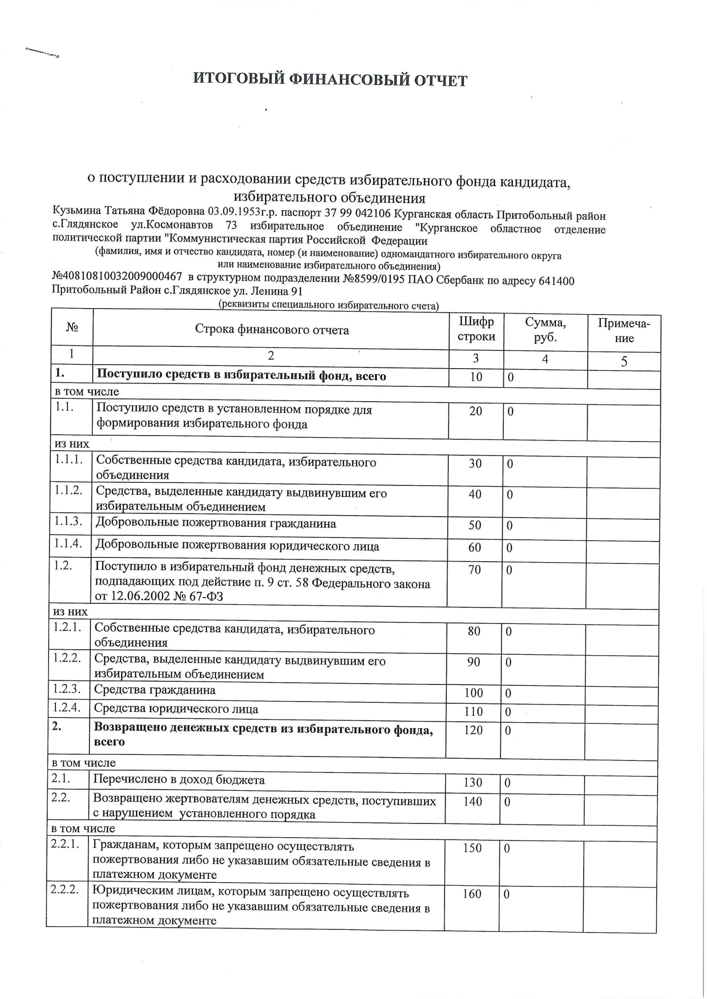 ИТОГОВЫЙ ФИНАНСОВЫЙ ОТЧЕТ
о поступлении и расходовании средств избирательного фонда кандидата,
избирательного объединения
Кузьмина Татьяна Фёдоровна 03.09.1953г.р. паспорт 37 99 042106 Курганская область Притобольный район
с.Глядянское ул.Космонавтов 73 избирательное объединение "Курганское областное отделение
политической партии "Коммунистическая партия Российской Федерации
(фамилия, имя и отчество кандидата, номер (и наименование) одномандатного избирательного округа
или наименование избирательного объединения)
№40810810032009000467 в структурном подразделении №8599/0195 ПАО Сбербанк по адресу 641400
Притобольный Район с.Глядянское ул. Ленина 91
(реквизиты специального избирательного счета)
№ Строка финансового отчета Шифр строки Сумма, руб. Примеча-ние
1 2 3 4 5
1. Поступило средств в избирательный фонд, всего 10 0
в том числе
1.1. Поступило средств в установленном порядке для 20 0
формирования избирательного фонда
из них
1.1.1. Собственные средства кандидата, избирательного 30 0
объединения
1.1.2. Средства, выделенные кандидату выдвинувшим его 40 0
избирательным объединением
1.1.3. Добровольные пожертвования гражданина 50 0
1.1.4. Добровольные пожертвования юридического лица 60 0
1.2. Поступило в избирательный фонд денежных средств, 70 0
подпадающих под действие п. 9 ст. 58 Федерального закона
от 12.06.2002 № 67-ФЗ
из них
1.2.1. Собственные средства кандидата, избирательного 80 0
объединения
1.2.2. Средства, выделенные кандидату выдвинувшим его 90 0
избирательным объединением
1.2.3. Средства гражданина 100 0
1.2.4. Средства юридического лица 110 0
2. Возвращено денежных средств из избирательного фонда, 120 0
всего
в том числе
2.1. Перечислено в доход бюджета 130 0
2.2. Возвращено жертвователям денежных средств, поступивших 140 0
с нарушением установленного порядка
в том числе
2.2.1. Гражданам, которым запрещено осуществлять 150 0
пожертвования либо не указавшим обязательные сведения в
платежном документе
2.2.2. Юридическим лицам, которым запрещено осуществлять 160 0
пожертвования либо не указавшим обязательные сведения в
платежном документе